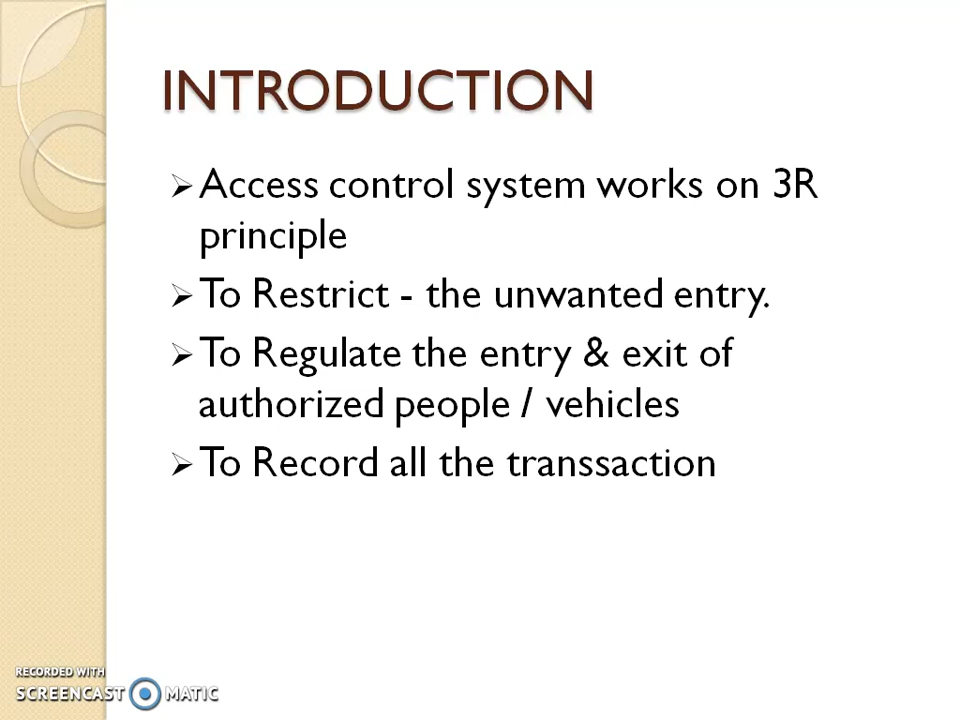 INTRODUCTION
➢Access control system works on 3R
principle
➢To Restrict - the unwanted entry.
➢To Regulate the entry & exit of
authorized people / vehicles
➢To Record all the transsaction
RECORDED WITH
SCREENCAST MATIC